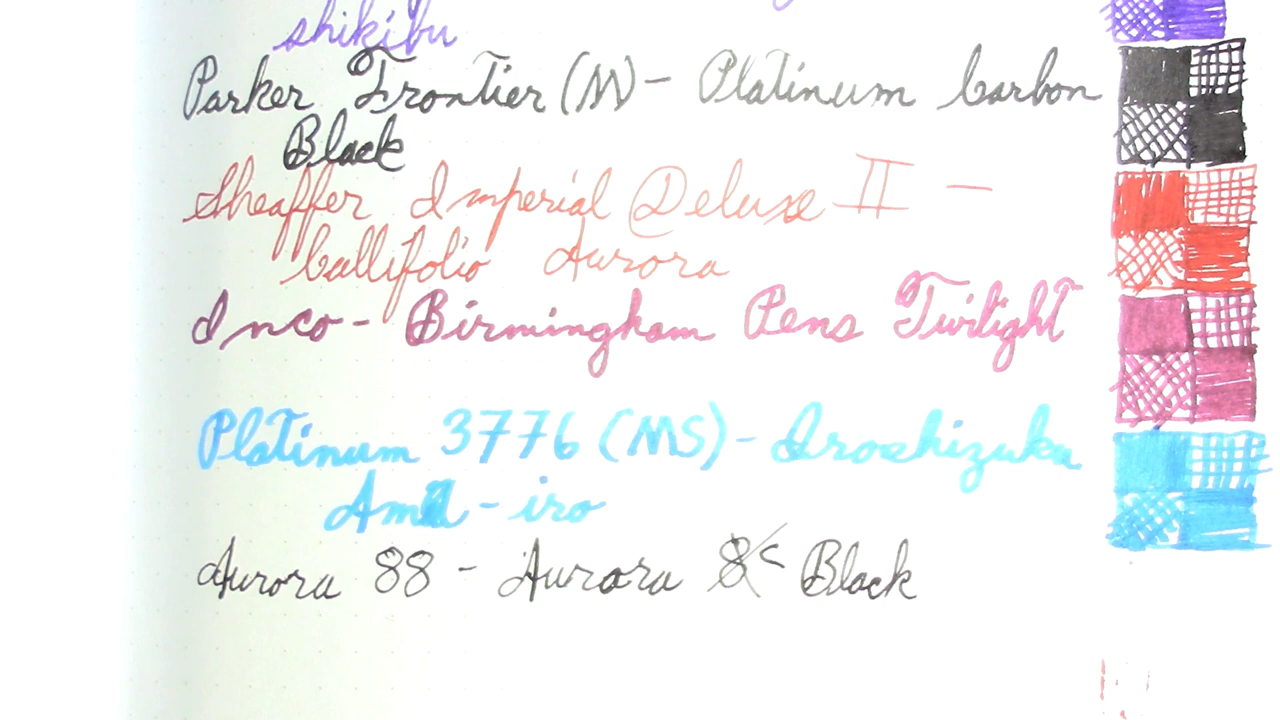 shikibu
Parker Frontier (M) - Platinum Carbon
Black
Sheaffer Imperial Deluxe II -
Callifolio Aurora
Inco - Birmingham Pens Twilight
Platinum 3776 (MS) - Iroshizuku
Ama-iro
Aurora 88 - Aurora Black